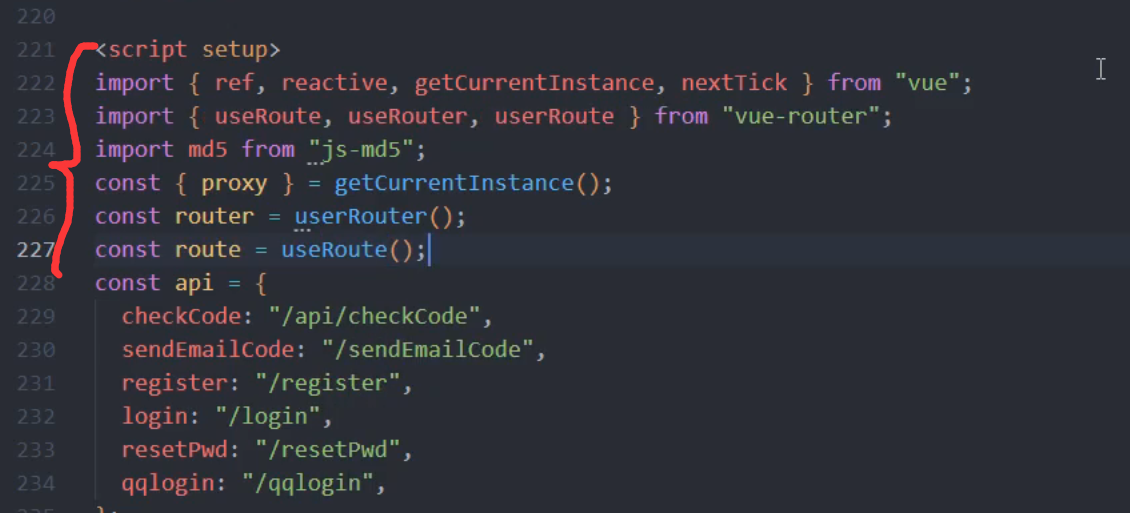 220
221 <script setup>
222 import { ref, reactive, getCurrentInstance, nextTick } from "vue";
223 import { useRoute, useRouter, userRoute } from "vue-router";
224 import md5 from "js-md5";
225 const { proxy } = getCurrentInstance();
226 const router = userRouter();
227 const route = useRoute();
228 const api = {
229 checkCode: "/api/checkCode",
230 sendEmailCode: "/sendEmailCode",
231 register: "/register",
232 login: "/login",
233 resetPwd: "/resetPwd",
234 qqlogin: "/qqlogin",